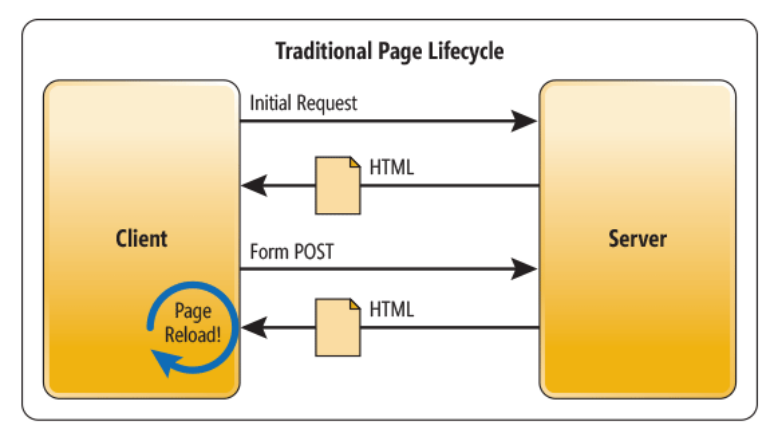 Traditional Page Lifecycle
Initial Request
HTML
Client
Server
Form POST
HTML
Page
Reload!